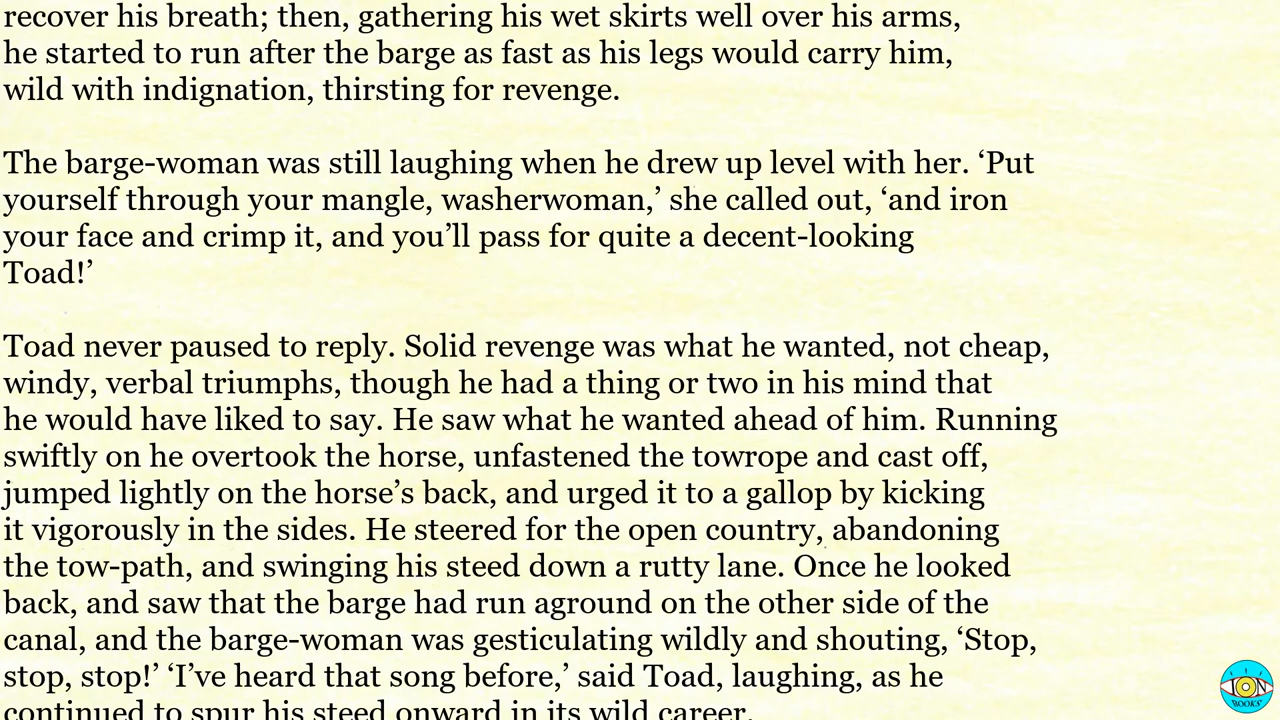 recover his breath; then, gathering his wet skirts well over his arms,
he started to run after the barge as fast as his legs would carry him,
wild with indignation, thirsting for revenge.
The barge-woman was still laughing when he drew up level with her. ‘Put
yourself through your mangle, washerwoman,’ she called out, ‘and iron
your face and crimp it, and you’ll pass for quite a decent-looking
Toad!’
Toad never paused to reply. Solid revenge was what he wanted, not cheap,
windy, verbal triumphs, though he had a thing or two in his mind that
he would have liked to say. He saw what he wanted ahead of him. Running
swiftly on he overtook the horse, unfastened the towrope and cast off,
jumped lightly on the horse’s back, and urged it to a gallop by kicking
it vigorously in the sides. He steered for the open country, abandoning
the tow-path, and swinging his steed down a rutty lane. Once he looked
back, and saw that the barge had run aground on the other side of the
canal, and the barge-woman was gesticulating wildly and shouting, ‘Stop,
stop, stop!’ ‘I’ve heard that song before,’ said Toad, laughing, as he
continued to spur his steed onward in its wild career.
ION
BOOKS